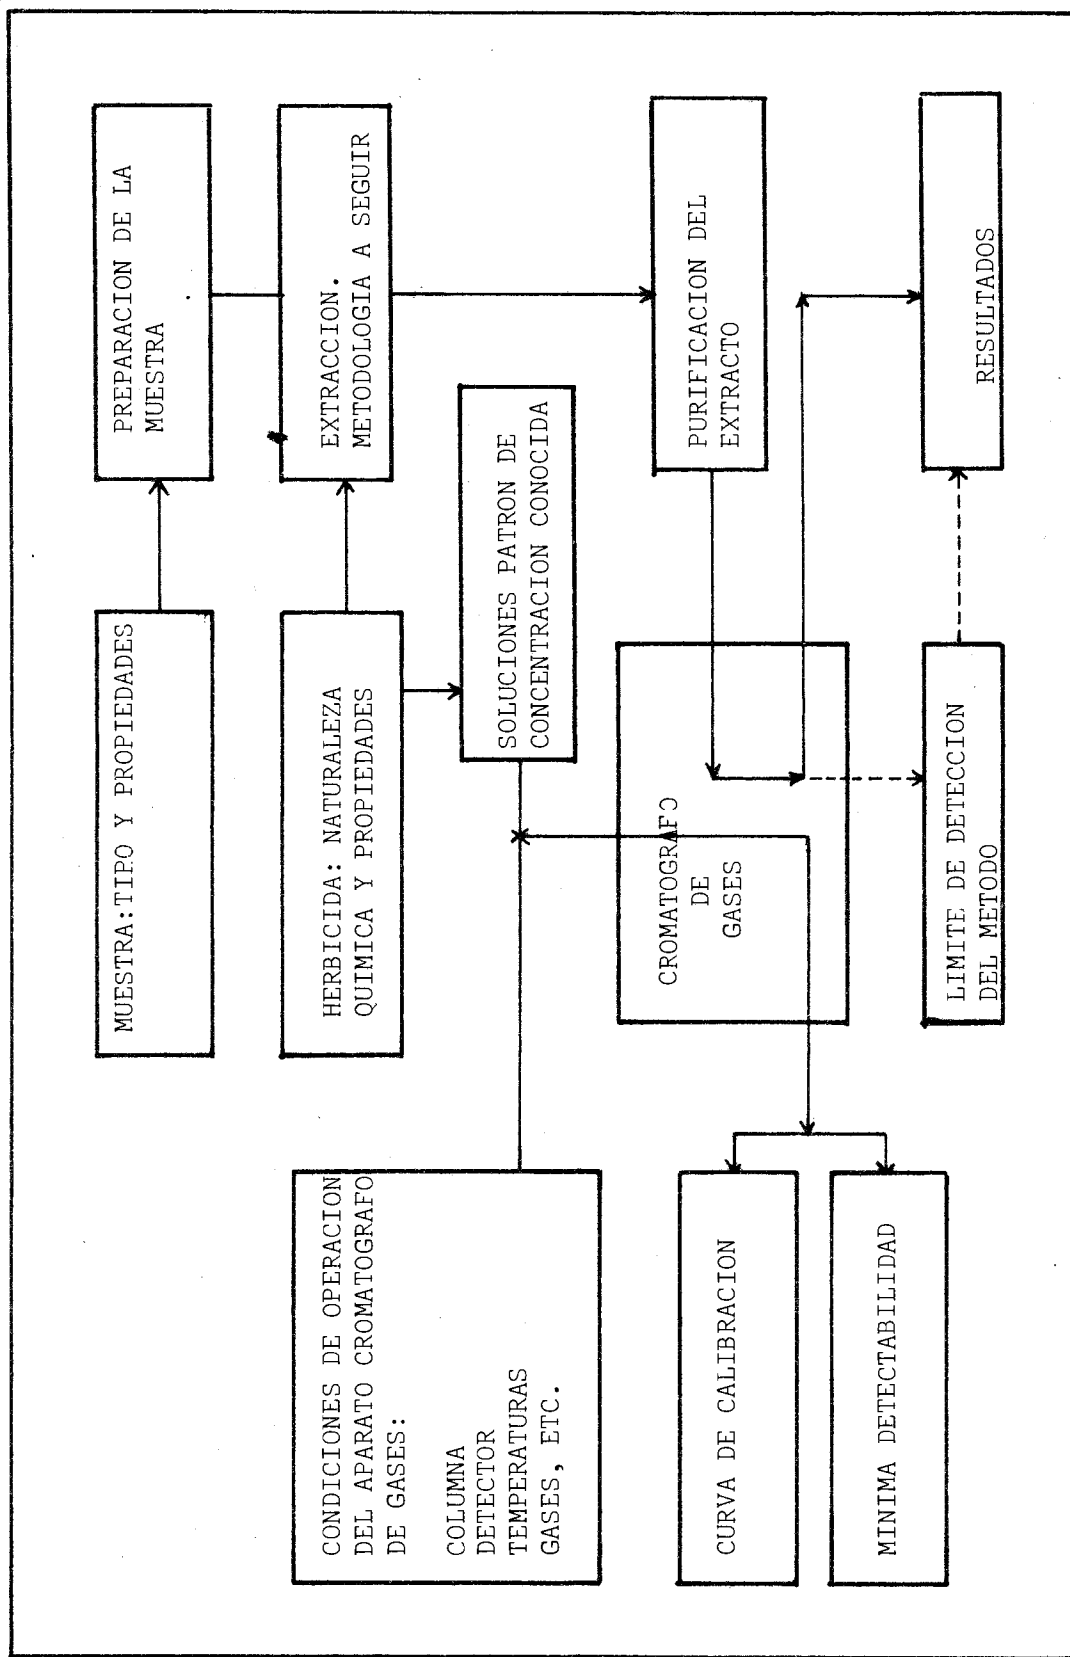 MUESTRA:TIPO Y PROPIEDADES
PREPARACION DE LA
MUESTRA
HERBICIDA: NATURALEZA
QUIMICA Y PROPIEDADES
EXTRACCION.
METODOLOGIA A SEGUIR
CONDICIONES DE OPERACION
DEL APARATO CROMATOGRAFO
DE GASES:
COLUMNA
DETECTOR
TEMPERATURAS
GASES, ETC.
SOLUCIONES PATRON DE
CONCENTRACION CONOCIDA
CROMATOGRAFO
DE
GASES
PURIFICACION DEL
EXTRACTO
CURVA DE CALIBRACION
MINIMA DETECTABILIDAD
LIMITE DE DETECCION
DEL METODO
RESULTADOS